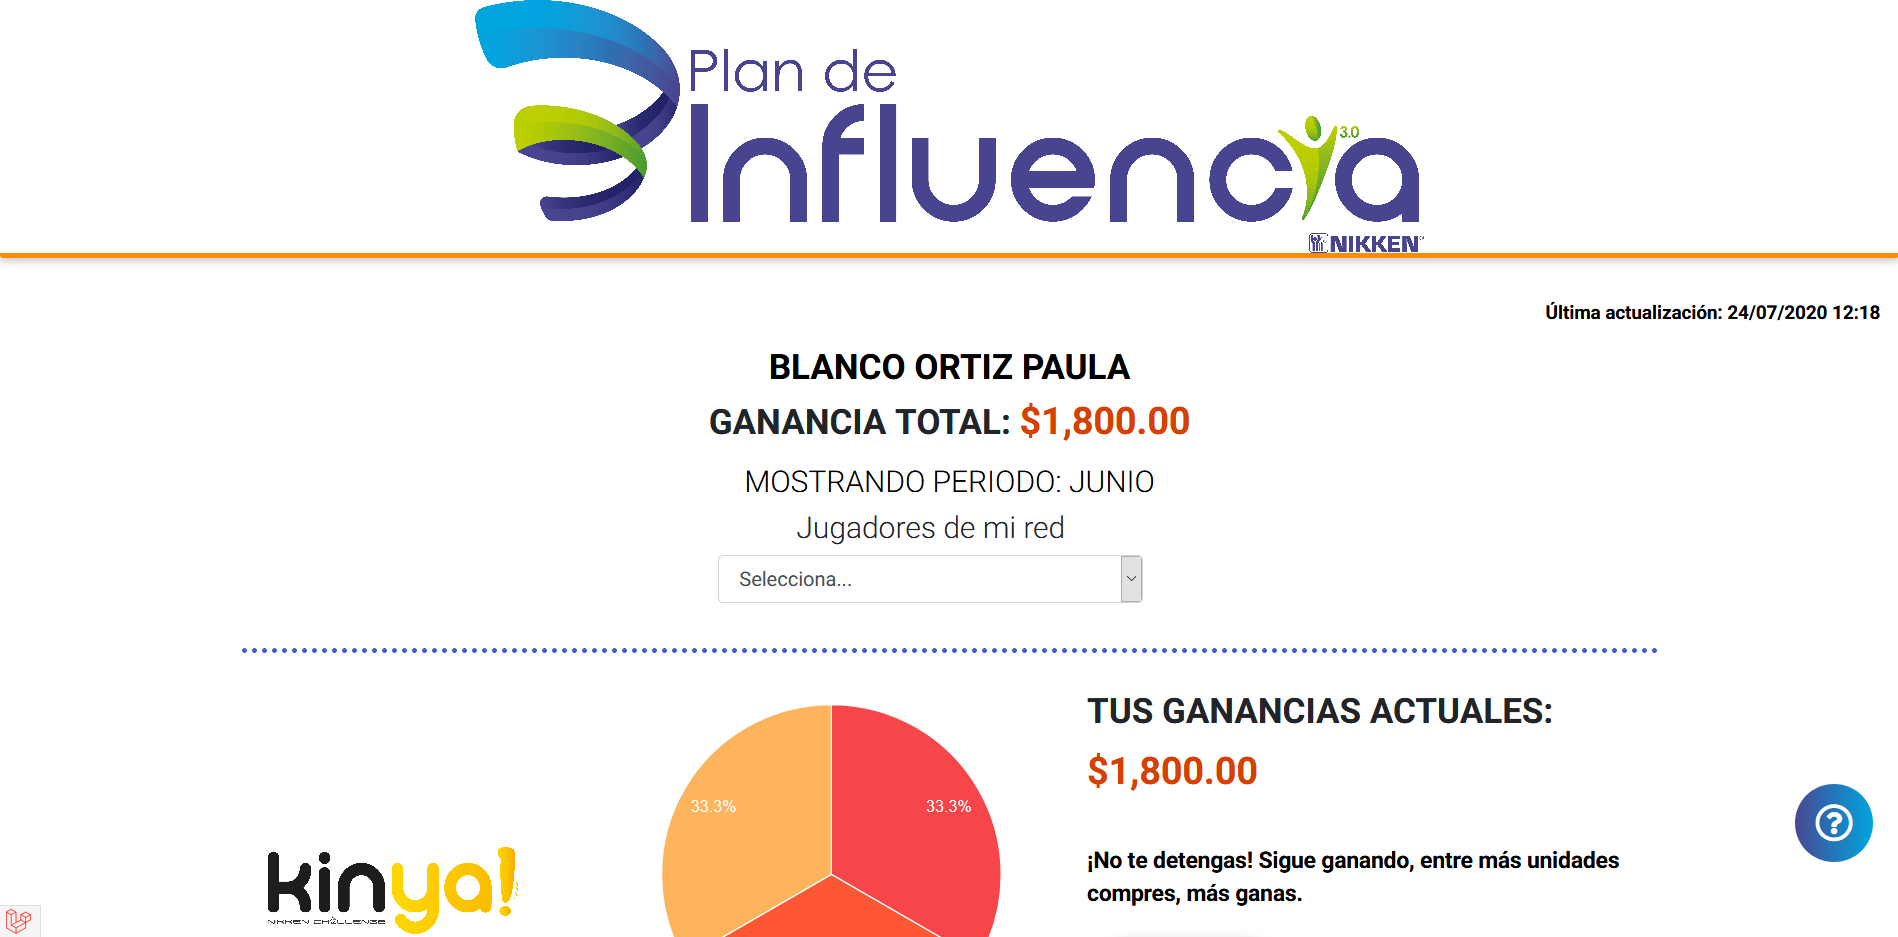 Plan de
Influencia
3.0
NIKKEN
Última actualización: 24/07/2020 12:18
BLANCO ORTIZ PAULA
GANANCIA TOTAL: $1,800.00
MOSTRANDO PERIODO: JUNIO
Jugadores de mi red
Selecciona...
TUS GANANCIAS ACTUALES:
$1,800.00
33.3%
33.3%
¡No te detengas! Sigue ganando, entre más unidades
compres, más ganas.
kinya!
NIKKEN CHALLENGE